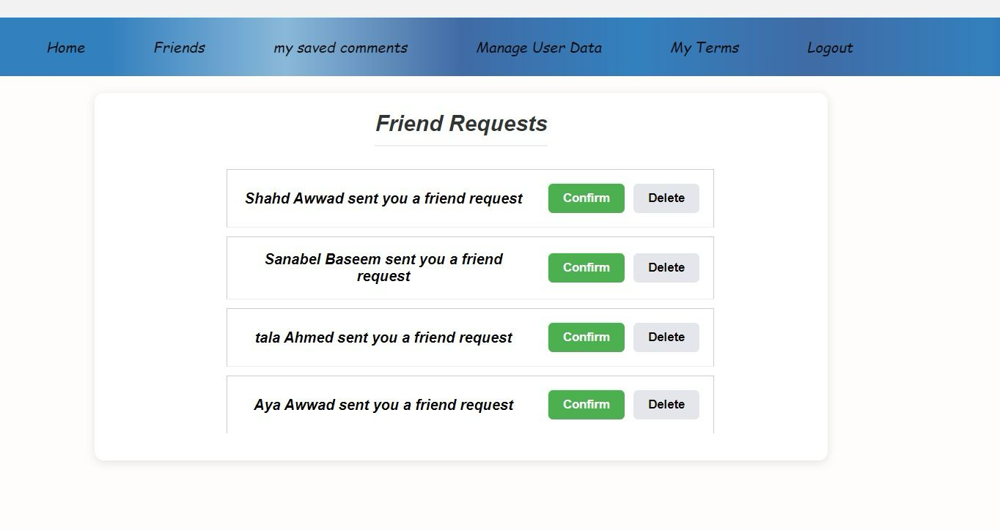 Home Friends my saved comments Manage User Data My Terms Logout
Friend Requests
Shahd Awwad sent you a friend request Confirm Delete
Sanabel Baseem sent you a friend
request Confirm Delete
tala Ahmed sent you a friend request Confirm Delete
Aya Awwad sent you a friend request Confirm Delete